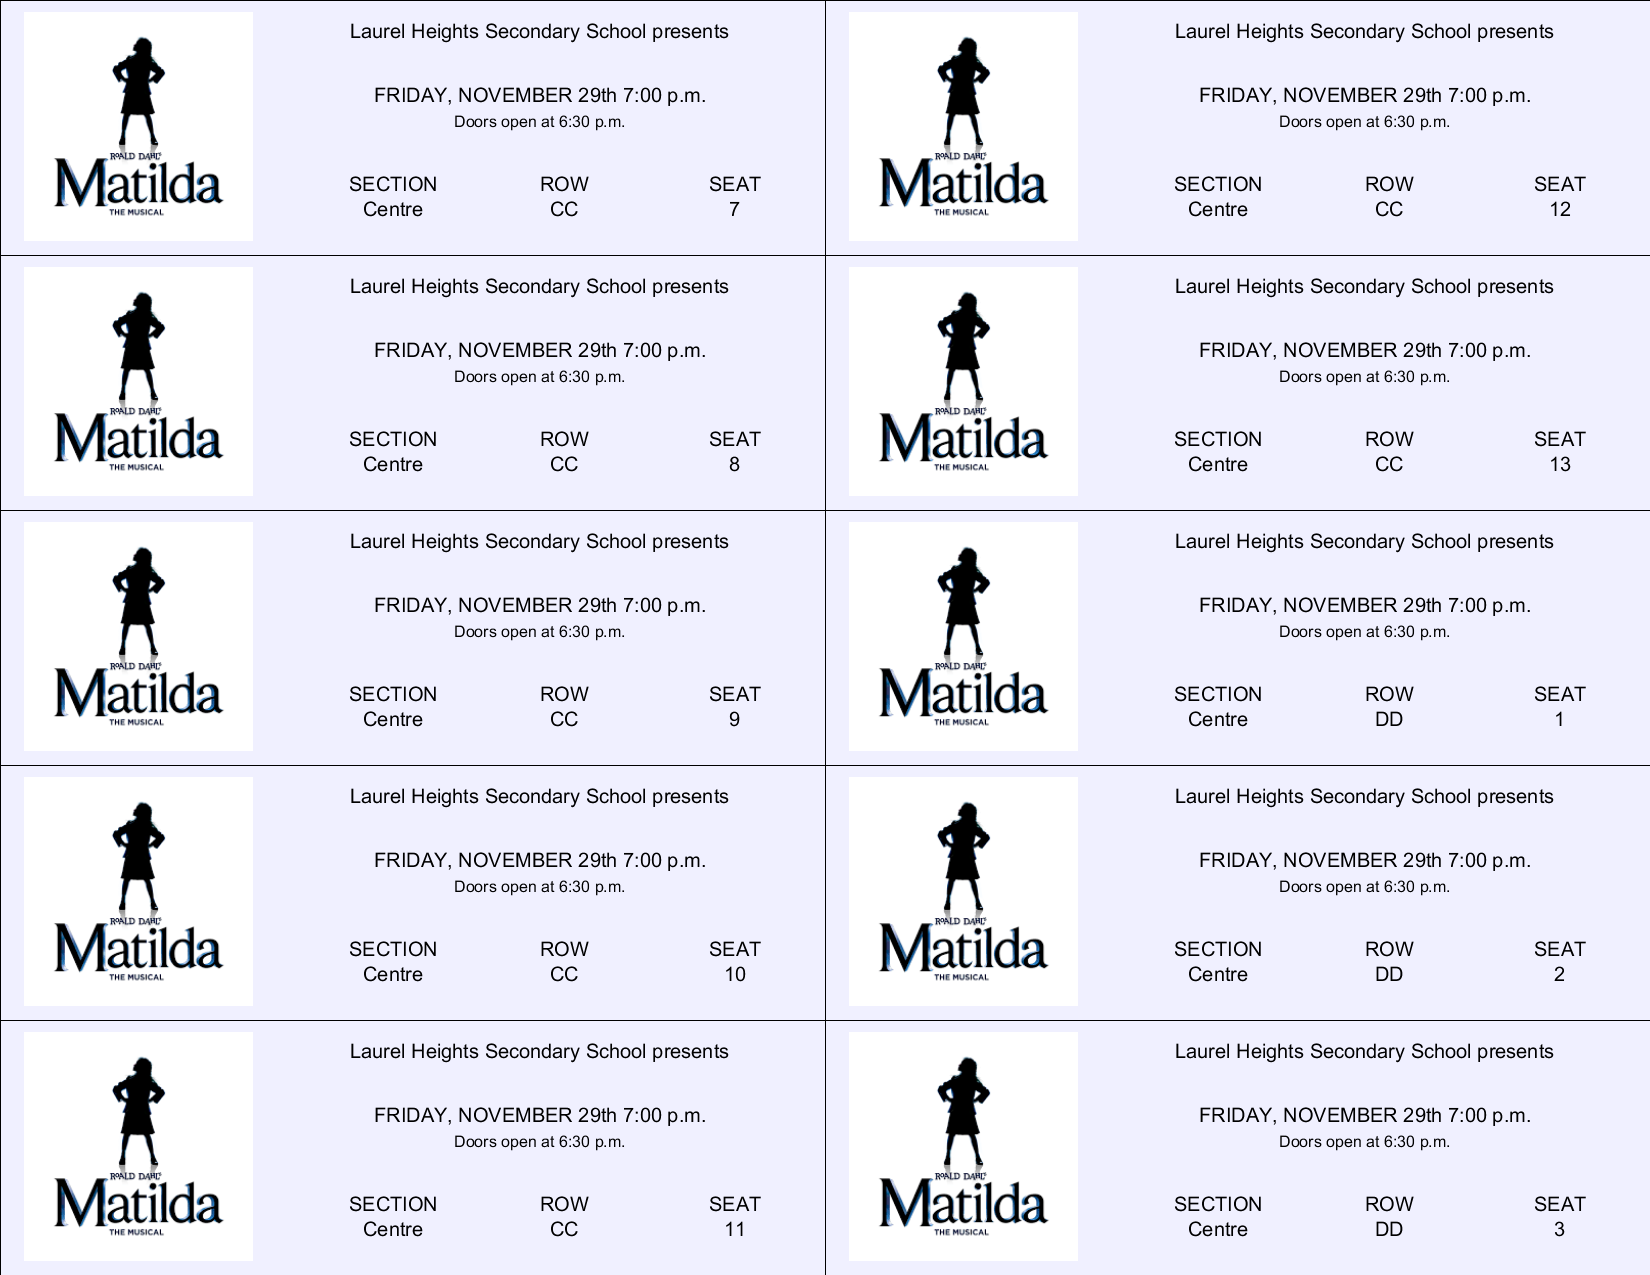 Laurel Heights Secondary School presents
FRIDAY, NOVEMBER 29th 7:00 p.m.
Doors open at 6:30 p.m.
ROALD DAHL'S
Matilda
THE MUSICAL
SECTION ROW SEAT
Centre CC 7
Laurel Heights Secondary School presents
FRIDAY, NOVEMBER 29th 7:00 p.m.
Doors open at 6:30 p.m.
ROALD DAHL'S
Matilda
THE MUSICAL
SECTION ROW SEAT
Centre CC 12
Laurel Heights Secondary School presents
FRIDAY, NOVEMBER 29th 7:00 p.m.
Doors open at 6:30 p.m.
ROALD DAHL'S
Matilda
THE MUSICAL
SECTION ROW SEAT
Centre CC 8
Laurel Heights Secondary School presents
FRIDAY, NOVEMBER 29th 7:00 p.m.
Doors open at 6:30 p.m.
ROALD DAHL'S
Matilda
THE MUSICAL
SECTION ROW SEAT
Centre CC 13
Laurel Heights Secondary School presents
FRIDAY, NOVEMBER 29th 7:00 p.m.
Doors open at 6:30 p.m.
ROALD DAHL'S
Matilda
THE MUSICAL
SECTION ROW SEAT
Centre CC 9
Laurel Heights Secondary School presents
FRIDAY, NOVEMBER 29th 7:00 p.m.
Doors open at 6:30 p.m.
ROALD DAHL'S
Matilda
THE MUSICAL
SECTION ROW SEAT
Centre DD 1
Laurel Heights Secondary School presents
FRIDAY, NOVEMBER 29th 7:00 p.m.
Doors open at 6:30 p.m.
ROALD DAHL'S
Matilda
THE MUSICAL
SECTION ROW SEAT
Centre CC 10
Laurel Heights Secondary School presents
FRIDAY, NOVEMBER 29th 7:00 p.m.
Doors open at 6:30 p.m.
ROALD DAHL'S
Matilda
THE MUSICAL
SECTION ROW SEAT
Centre DD 2
Laurel Heights Secondary School presents
FRIDAY, NOVEMBER 29th 7:00 p.m.
Doors open at 6:30 p.m.
ROALD DAHL'S
Matilda
THE MUSICAL
SECTION ROW SEAT
Centre CC 11
Laurel Heights Secondary School presents
FRIDAY, NOVEMBER 29th 7:00 p.m.
Doors open at 6:30 p.m.
ROALD DAHL'S
Matilda
THE MUSICAL
SECTION ROW SEAT
Centre DD 3